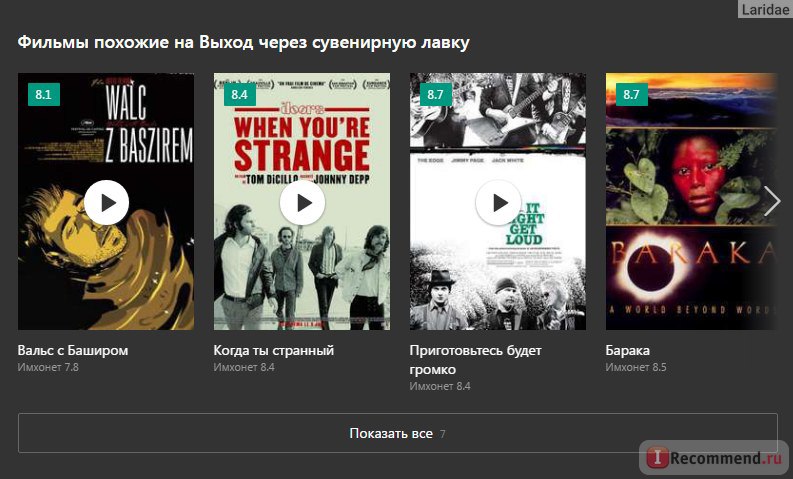 Laridae
Фильмы похожие на Выход через сувенирную лавку
8.1
WALC
Z BASZIREM
8.4
the doors
WHEN YOU'RE
STRANGE
TOM DiCILLO
JOHNNY DEPP
8.7
THE EDGE JIMMY PAGE JACK WHITE
IT
GET
LOUD
8.7
BARAKA
A WORLD BEYOND WORDS
Вальс с Баширом
Имхонет 7.8
Когда ты странный
Имхонет 8.4
Приготовьтесь будет
громко
Имхонет 8.4
Барака
Имхонет 8.5
Показать все 7
I Recommend.ru